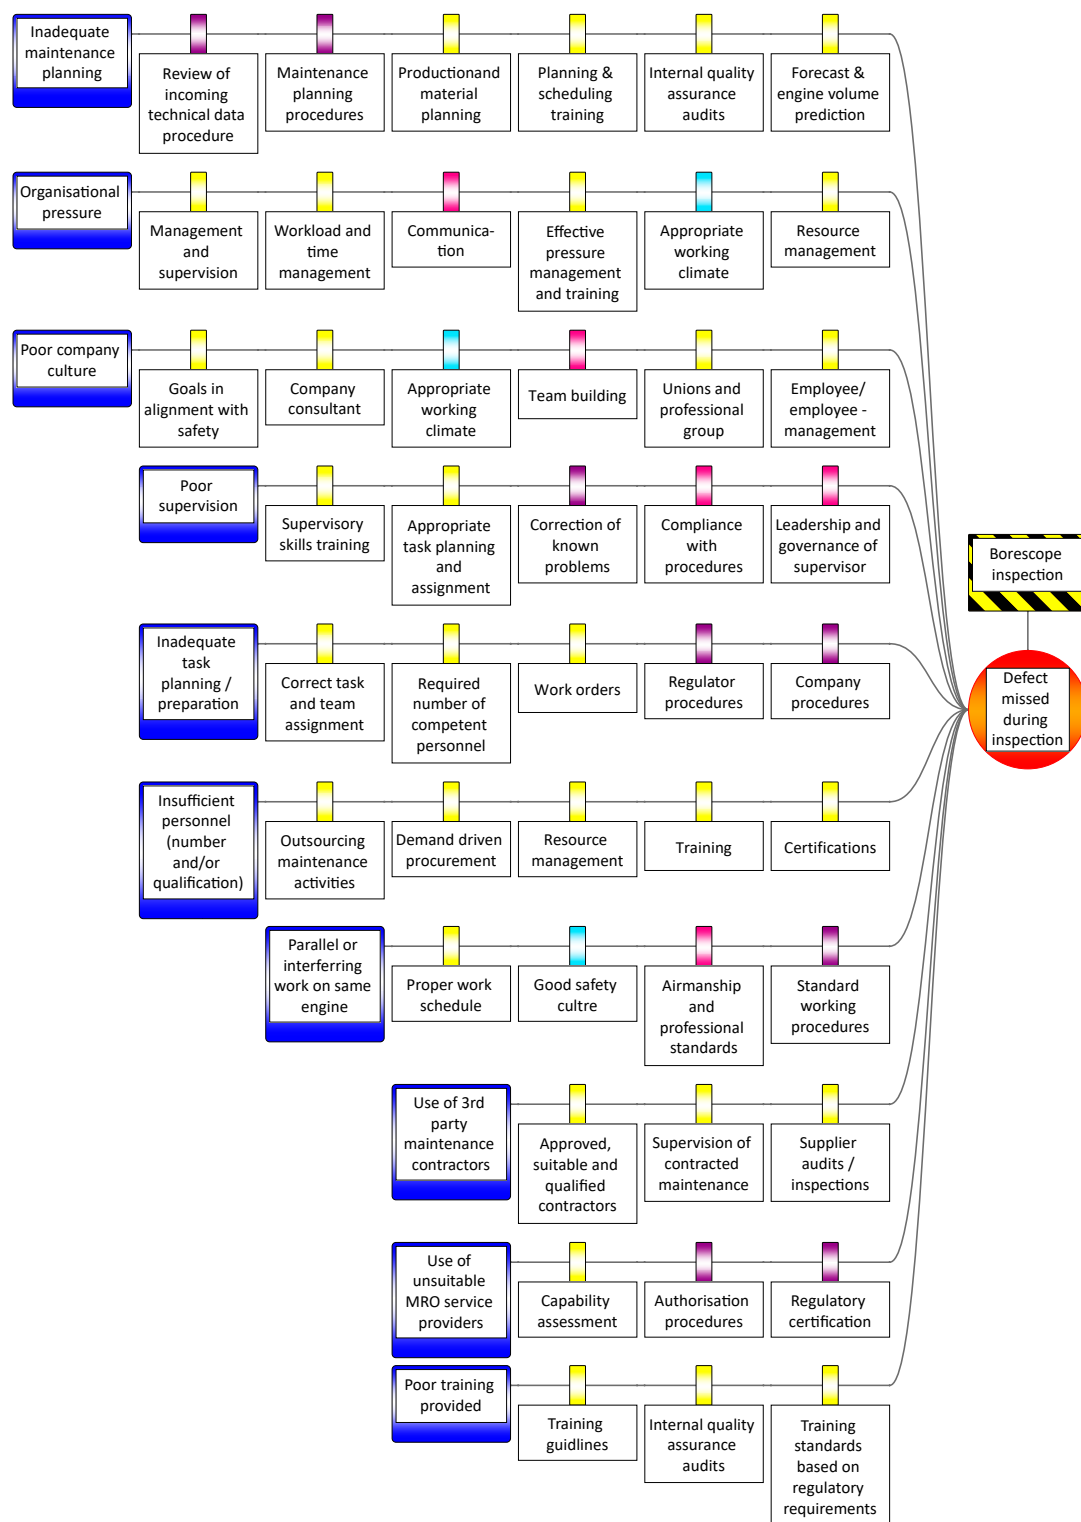 Inadequate
maintenance
planning
Review of
incoming
technical data
procedure
Maintenance
planning
procedures
Productionand
material
planning
Planning &
scheduling
training
Internal quality
assurance
audits
Forecast &
engine volume
prediction
Organisational
pressure
Management
and
supervision
Workload and
time
management
Communica-
tion
Effective
pressure
management
and training
Appropriate
working
climate
Resource
management
Poor company
culture
Goals in
alignment with
safety
Company
consultant
Appropriate
working
climate
Team building
Unions and
professional
group
Employee/
employee -
management
Poor
supervision
Supervisory
skills training
Appropriate
task planning
and
assignment
Correction of
known
problems
Compliance
with
procedures
Leadership and
governance of
supervisor
Borescope
inspection
Inadequate
task
planning /
preparation
Correct task
and team
assignment
Required
number of
competent
personnel
Work orders
Regulator
procedures
Company
procedures
Defect
missed
during
inspection
Insufficient
personnel
(number
and/or
qualification)
Outsourcing
maintenance
activities
Demand driven
procurement
Resource
management
Training
Certifications
Parallel or
interferring
work on same
engine
Proper work
schedule
Good safety
cultre
Airmanship
and
professional
standards
Standard
working
procedures
Use of 3rd
party
maintenance
contractors
Approved,
suitable and
qualified
contractors
Supervision of
contracted
maintenance
Supplier
audits /
inspections
Use of
unsuitable
MRO service
providers
Capability
assessment
Authorisation
procedures
Regulatory
certification
Poor training
provided
Training
guidlines
Internal quality
assurance
audits
Training
standards
based on
regulatory
requirements